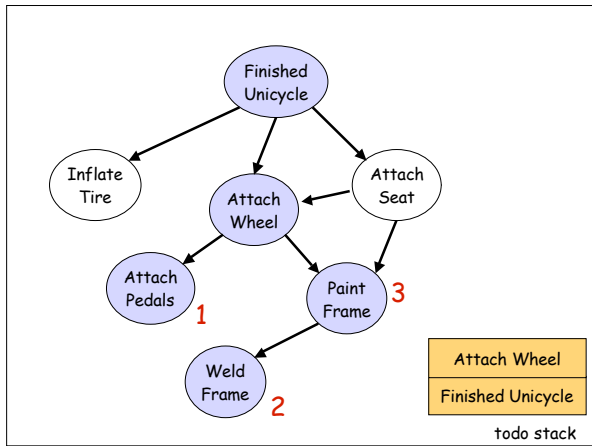 Finished
Unicycle
Inflate
Tire
Attach
Seat
Attach
Wheel
Attach
Pedals
1
Paint
Frame
3
Weld
Frame
2
Attach Wheel
Finished Unicycle
todo stack